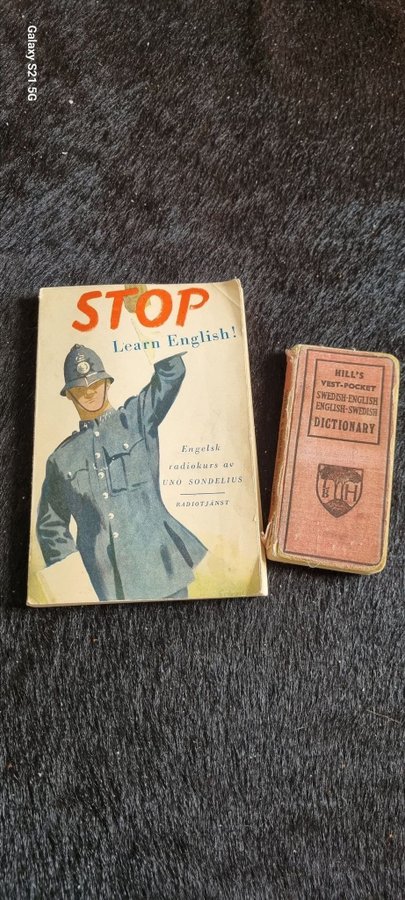 Galaxy S21 5G
STOP
Learn English!
Engelsk
radiokurs av
UNO SONDELIUS
RADIOTJÄNST
HILL'S
VEST-POCKET
SWEDISH-ENGLISH
ENGLISH-SWEDISH
DICTIONARY